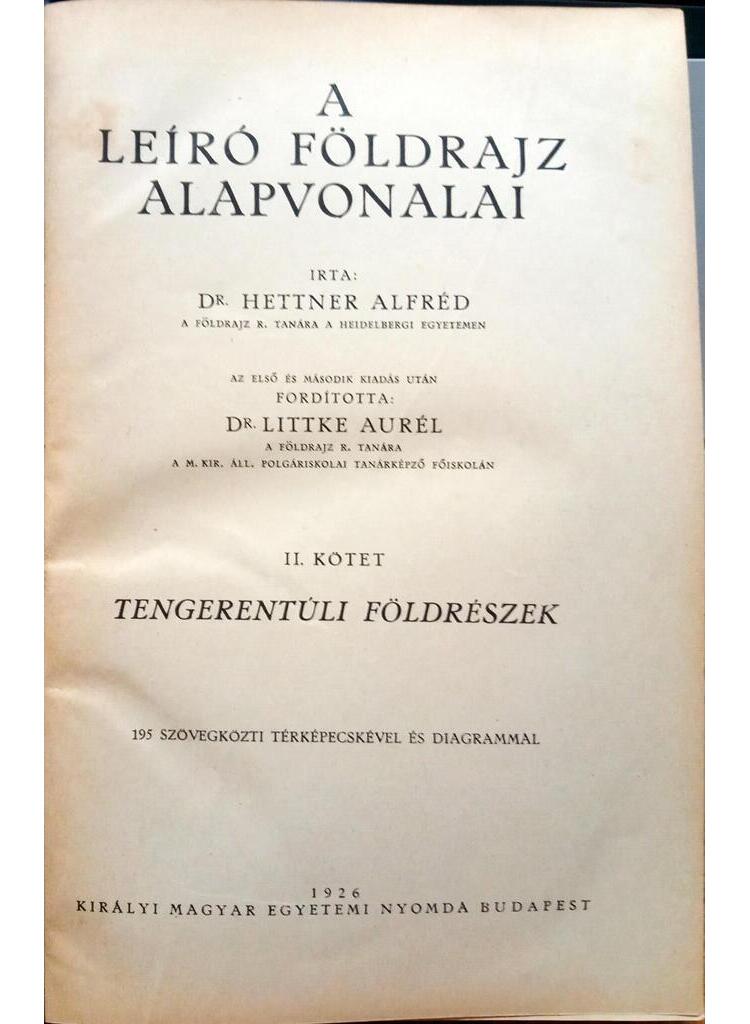 A
LEÍRÓ FÖLDRAJZ
ALAPVONALAI
IRTA:
DR. HETTNER ALFRÉD
A FÖLDRAJZ R. TANÁRA A HEIDELBERGI EGYETEMEN
AZ ELSŐ ÉS MÁSODIK KIADÁS UTÁN
FORDÍTOTTA:
DR. LITTKE AURÉL
A FÖLDRAJZ R. TANÁRA
A M. KIR. ÁLL. POLGÁRISKOLAI TANÁRKÉPZŐ FŐISKOLÁN
II. KÖTET
TENGERENTÚLI FÖLDRÉSZEK
195 SZÖVEGKÖZTI TÉRKÉPECSKÉVEL ÉS DIAGRAMMAL
1926
KIRÁLYI MAGYAR EGYETEMI NYOMDA BUDAPEST